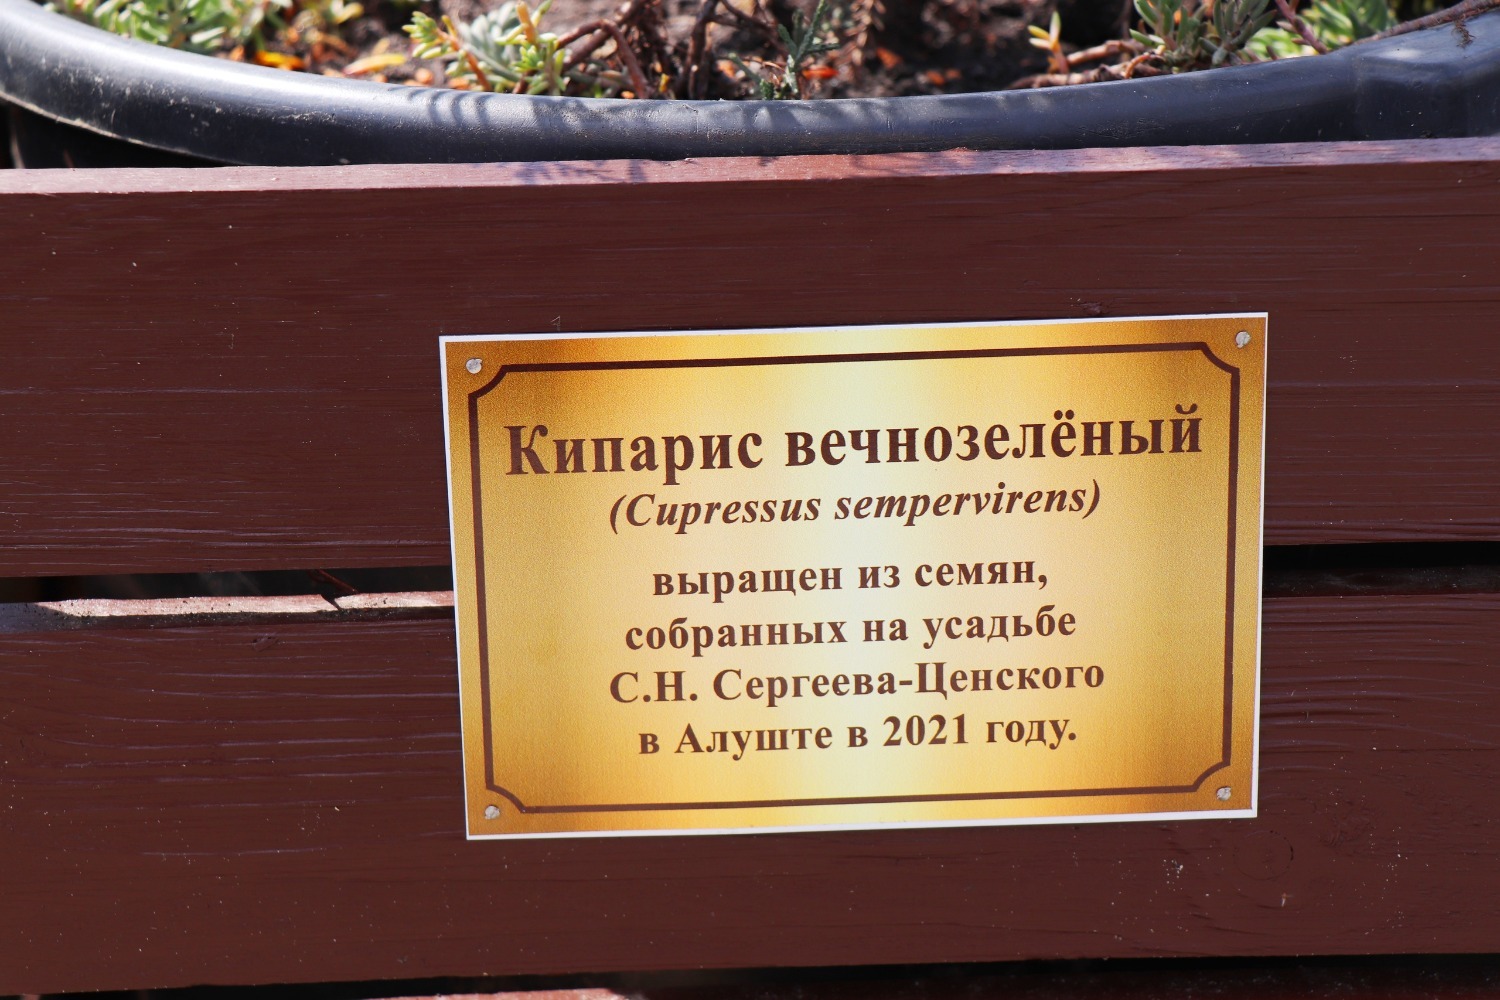 Кипарис вечнозелёный
(Cupressus sempervirens)
выращен из семян,
собранных на усадьбе
С.Н. Сергеева-Ценского
в Алуште в 2021 году.